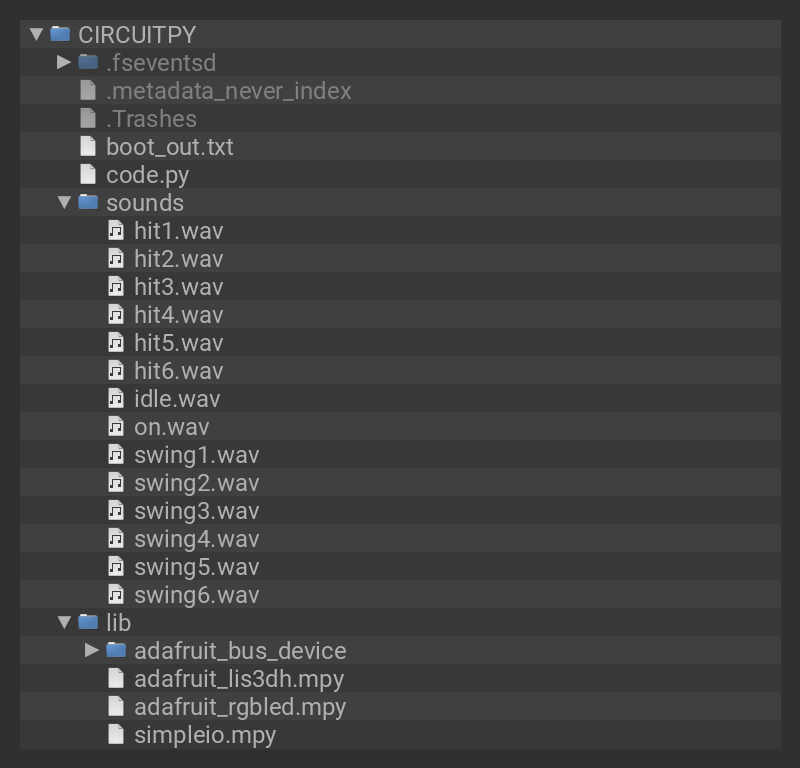 CIRCUITPY
.fseventsd
.metadata_never_index
.Trashes
boot_out.txt
code.py
sounds
hit1.wav
hit2.wav
hit3.wav
hit4.wav
hit5.wav
hit6.wav
idle.wav
on.wav
swing1.wav
swing2.wav
swing3.wav
swing4.wav
swing5.wav
swing6.wav
lib
adafruit_bus_device
adafruit_lis3dh.mpy
adafruit_rgbled.mpy
simpleio.mpy